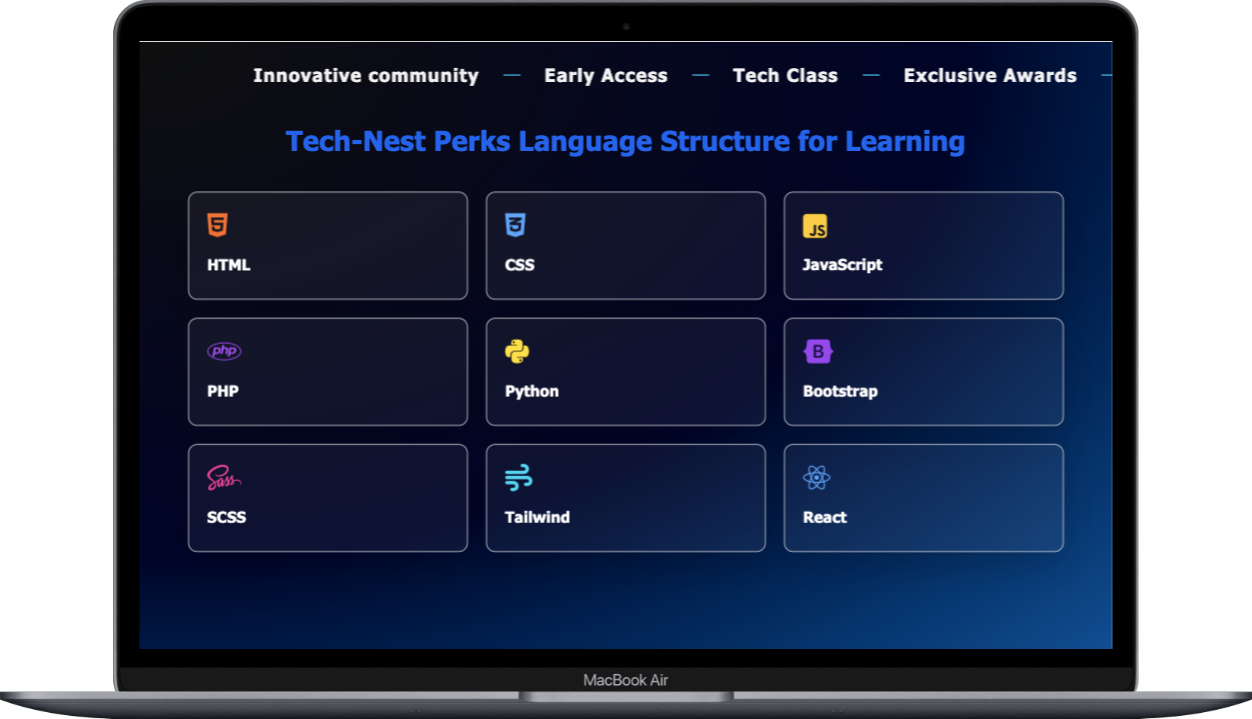 Innovative community — Early Access — Tech Class — Exclusive Awards —
Tech-Nest Perks Language Structure for Learning
5 3 JS
HTML CSS JavaScript
php B
PHP Python Bootstrap
Sass
SCSS Tailwind React
MacBook Air